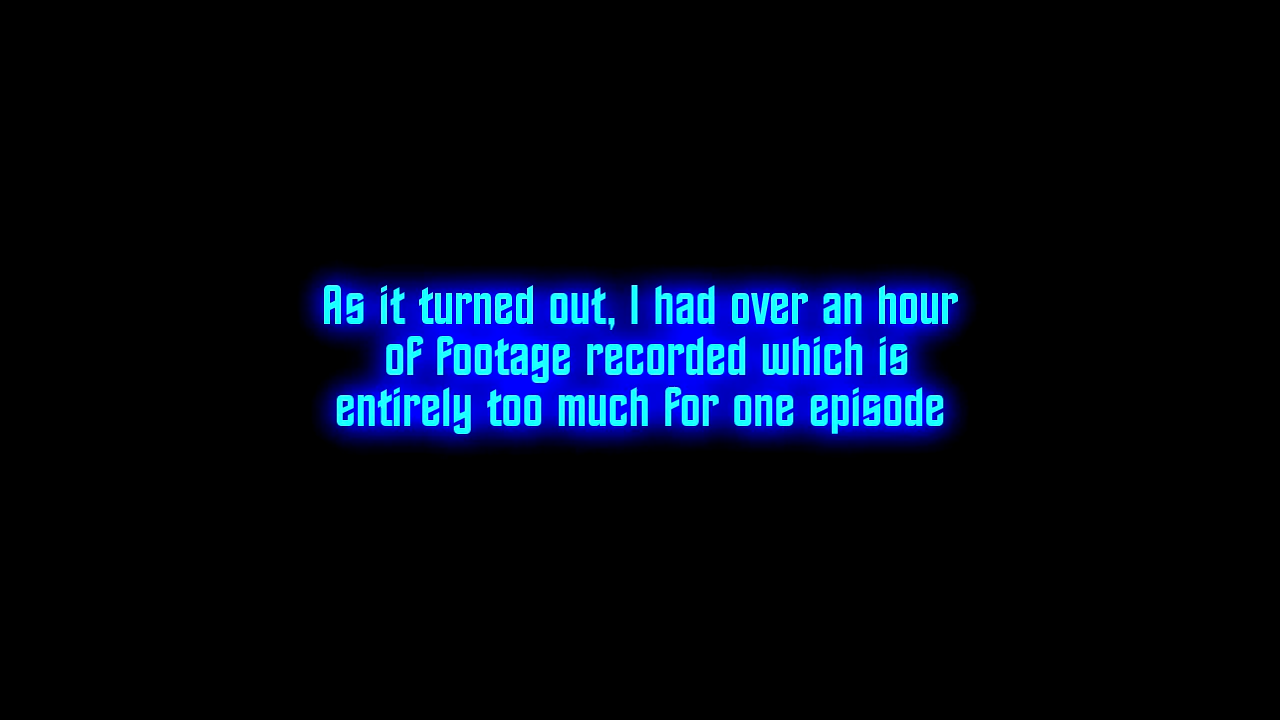 As it turned out, I had over an hour
of footage recorded which is
entirely too much for one episode